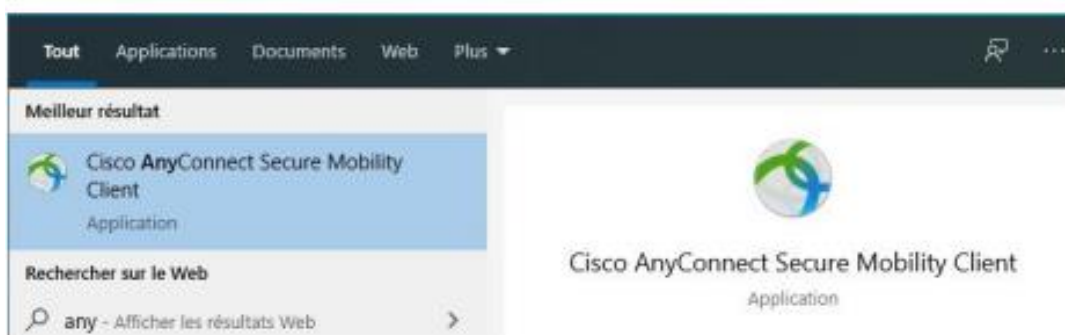 Tout Applications Documents Web Plus
Meilleur résultat
Cisco AnyConnect Secure Mobility
Client
Application
Rechercher sur le Web
any - Afficher les résultats Web
Cisco AnyConnect Secure Mobility Client
Application